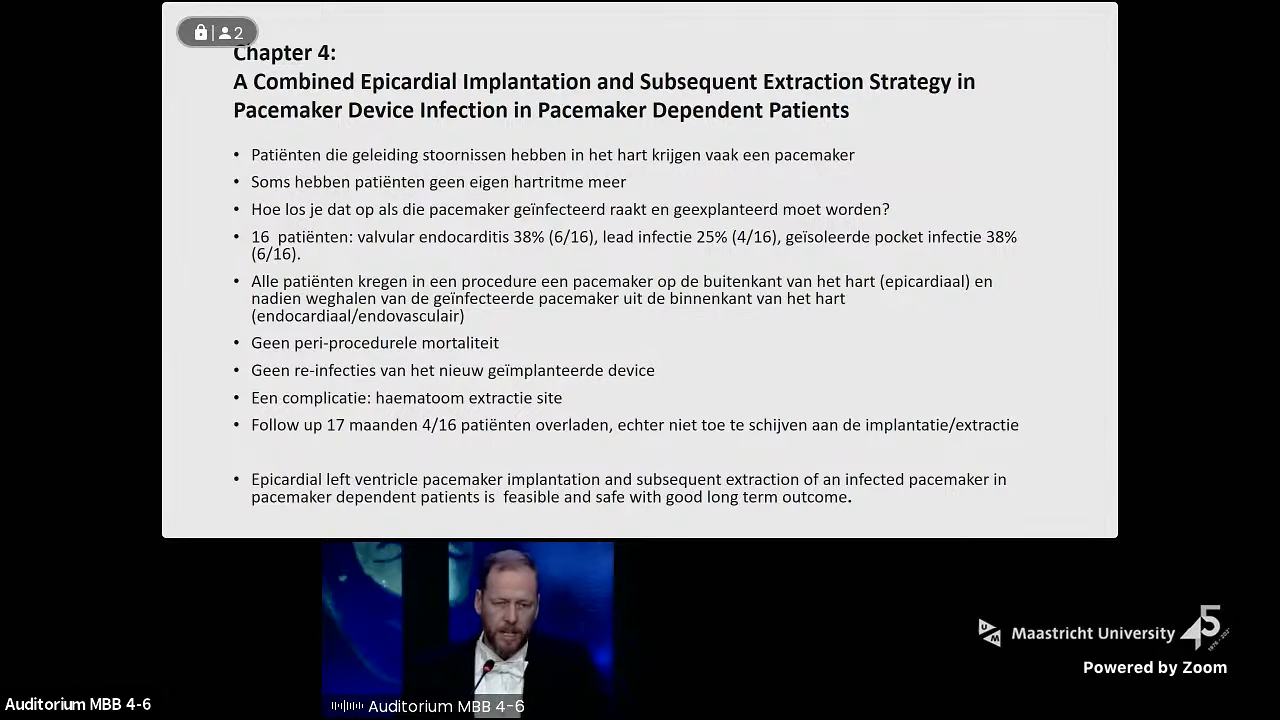 2
Chapter 4:
A Combined Epicardial Implantation and Subsequent Extraction Strategy in
Pacemaker Device Infection in Pacemaker Dependent Patients
• Patiënten die geleiding stoornissen hebben in het hart krijgen vaak een pacemaker
• Soms hebben patiënten geen eigen hartritme meer
• Hoe los je dat op als die pacemaker geïnfecteerd raakt en geexplanteerd moet worden?
• 16 patiënten: valvular endocarditis 38% (6/16), lead infectie 25% (4/16), geïsoleerde pocket infectie 38%
(6/16).
• Alle patiënten kregen in een procedure een pacemaker op de buitenkant van het hart (epicardiaal) en
nadien weghalen van de geïnfecteerde pacemaker uit de binnenkant van het hart
(endocardiaal/endovasculair)
• Geen peri-procedurele mortaliteit
• Geen re-infecties van het nieuw geïmplanteerde device
• Een complicatie: haematoom extractie site
• Follow up 17 maanden 4/16 patiënten overladen, echter niet toe te schijven aan de implantatie/extractie
• Epicardial left ventricle pacemaker implantation and subsequent extraction of an infected pacemaker in
pacemaker dependent patients is feasible and safe with good long term outcome.
Maastricht University 45
Powered by Zoom
Auditorium MBB 4-6
Auditorium MBB 4-6